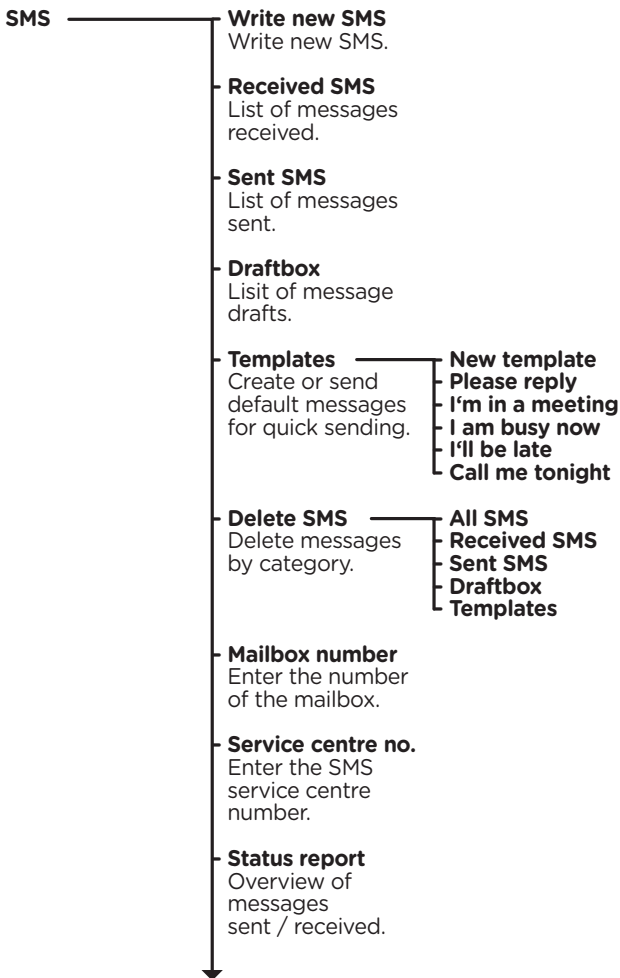 SMS
Write new SMS
Write new SMS.
Received SMS
List of messages
received.
Sent SMS
List of messages
sent.
Draftbox
Lisit of message
drafts.
Templates
Create or send
default messages
for quick sending.
New template
Please reply
I‘m in a meeting
I am busy now
I‘ll be late
Call me tonight
Delete SMS
Delete messages
by category.
All SMS
Received SMS
Sent SMS
Draftbox
Templates
Mailbox number
Enter the number
of the mailbox.
Service centre no.
Enter the SMS
service centre
number.
Status report
Overview of
messages
sent / received.